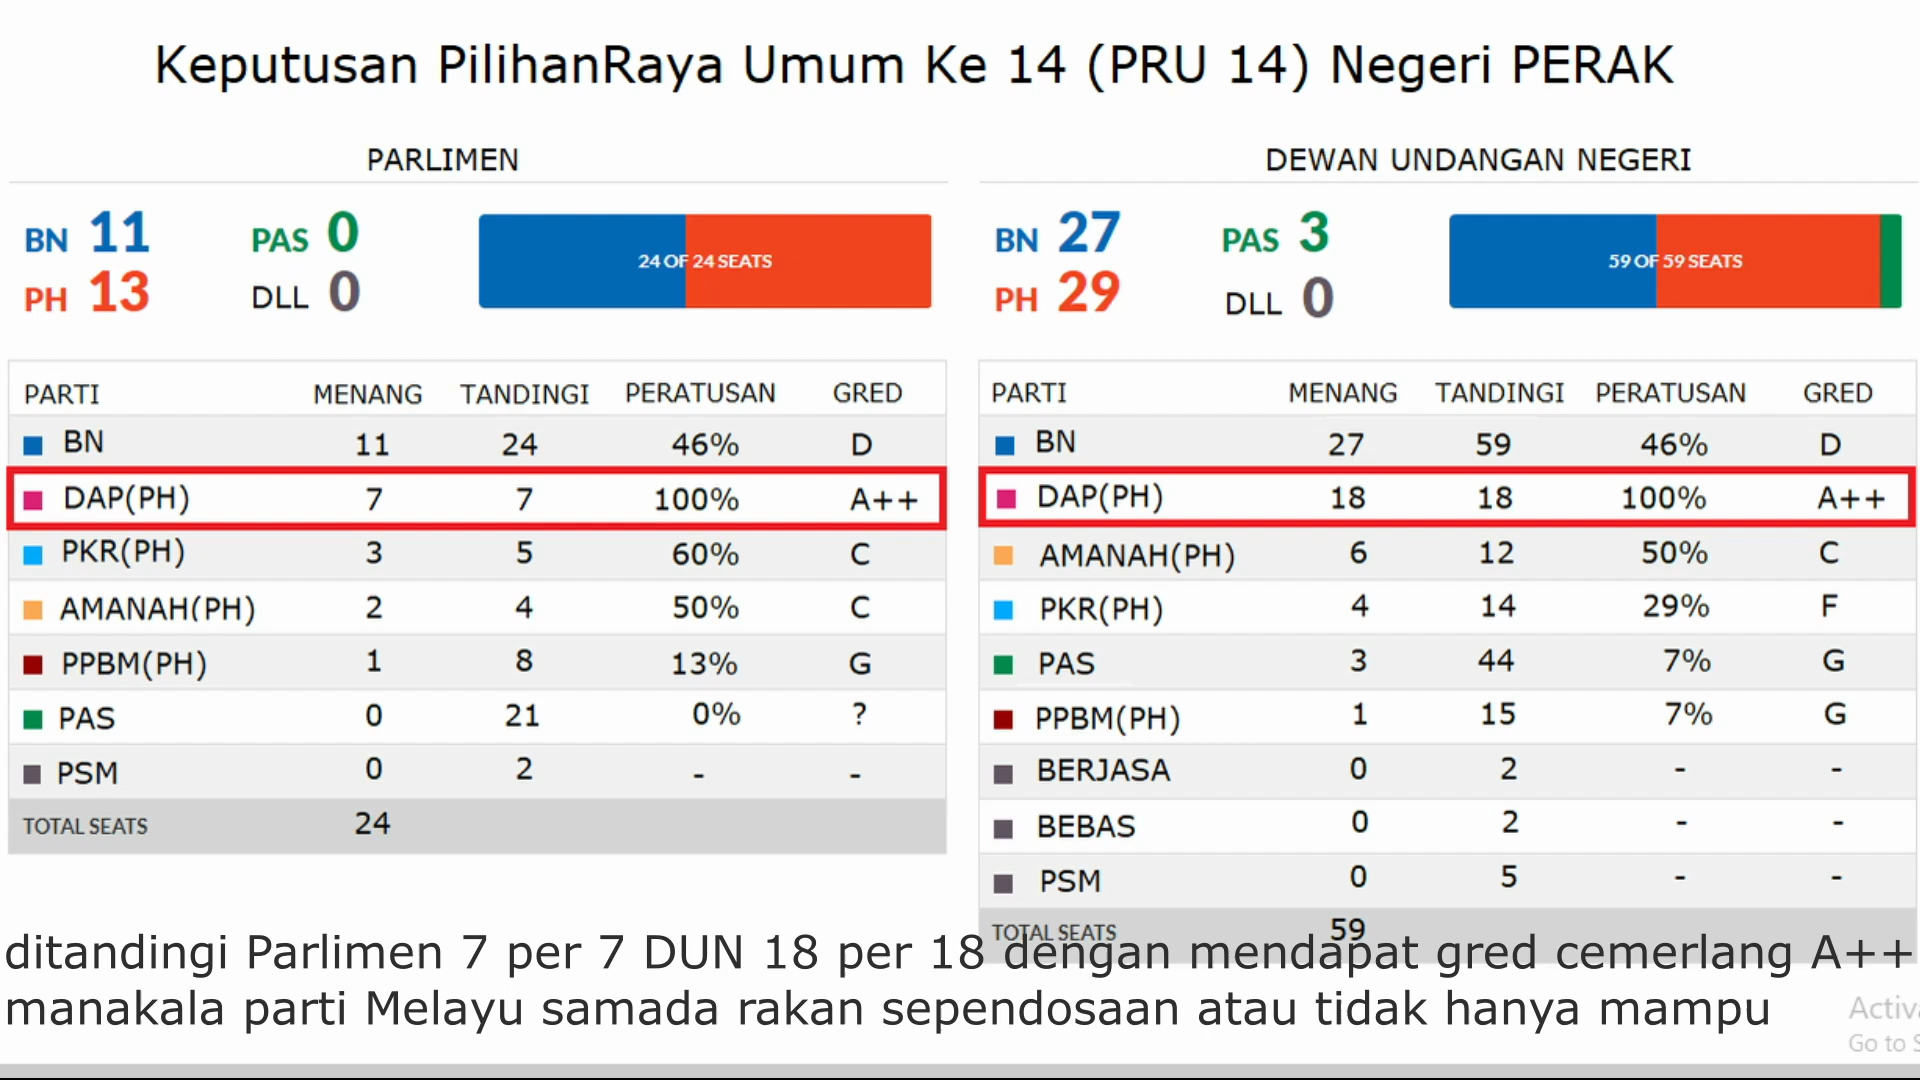 Keputusan PilihanRaya Umum Ke 14 (PRU 14) Negeri PERAK
PARLIMEN
BN 11 PAS 0
PH 13 DLL 0
24 OF 24 SEATS
PARTI MENANG TANDINGI PERATUSAN GRED
BN 11 24 46% D
DAP(PH) 7 7 100% A++
PKR(PH) 3 5 60% C
AMANAH(PH) 2 4 50% C
PPBM(PH) 1 8 13% G
PAS 0 21 0% ?
PSM 0 2 - -
TOTAL SEATS 24
DEWAN UNDANGAN NEGERI
BN 27 PAS 3
PH 29 DLL 0
59 OF 59 SEATS
PARTI MENANG TANDINGI PERATUSAN GRED
BN 27 59 46% D
DAP(PH) 18 18 100% A++
AMANAH(PH) 6 12 50% C
PKR(PH) 4 14 29% F
PAS 3 44 7% G
PPBM(PH) 1 15 7% G
BERJASA 0 2 - -
BEBAS 0 2 - -
PSM 0 5 - -
TOTAL SEATS 59
ditandingi Parlimen 7 per 7 DUN 18 per 18 dengan mendapat gred cemerlang A++
manakala parti Melayu samada rakan sependosaan atau tidak hanya mampu
Go to